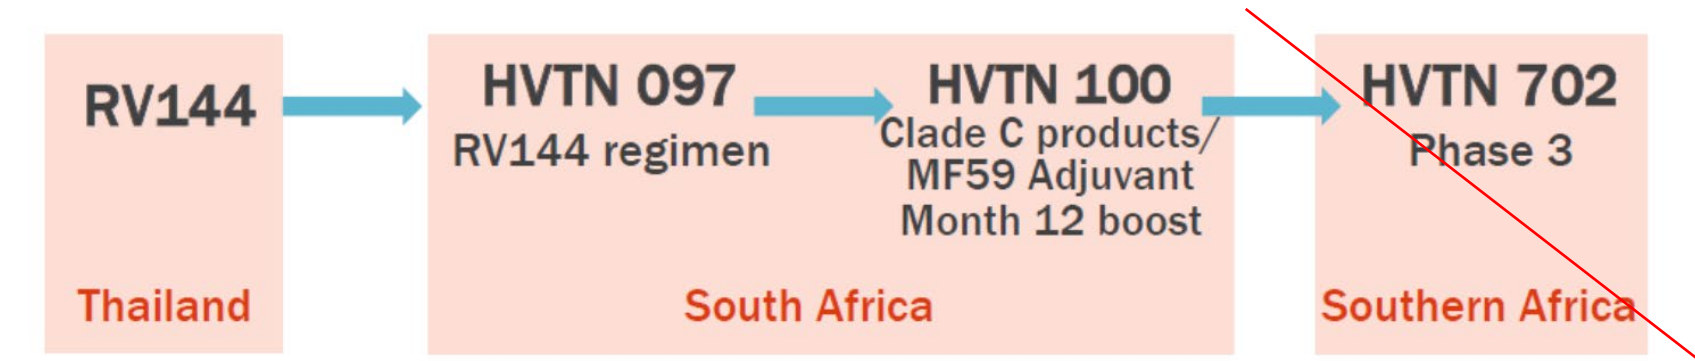 RV144
Thailand
HVTN 097
RV144 regimen
HVTN 100
Clade C products/
MF59 Adjuvant
Month 12 boost
South Africa
HVTN 702
Phase 3
Southern Africa